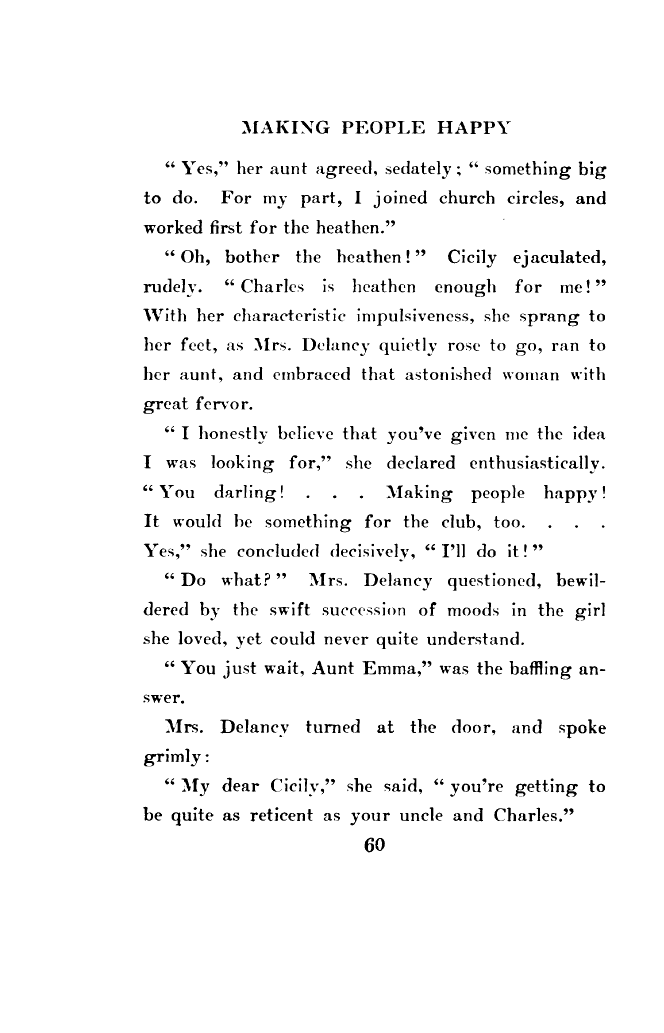 MAKING PEOPLE HAPPY
“ Yes,” her aunt agreed, sedately ; “ something big
to do. For my part, I joined church circles, and
worked first for the heathen.”
“ Oh, bother the heathen ! ” Cicily ejaculated,
rudely. “ Charles is heathen enough for me ! ”
With her characteristic impulsiveness, she sprang to
her feet, as Mrs. Delancy quietly rose to go, ran to
her aunt, and embraced that astonished woman with
great fervor.
“ I honestly believe that you’ve given me the idea
I was looking for,” she declared enthusiastically.
“ You darling ! . . . Making people happy !
It would be something for the club, too. . . .
Yes,” she concluded decisively, “ I’ll do it ! ”
“ Do what? ” Mrs. Delancy questioned, bewil-
dered by the swift succession of moods in the girl
she loved, yet could never quite understand.
“ You just wait, Aunt Emma,” was the baffling an-
swer.
Mrs. Delancy turned at the door, and spoke
grimly :
“ My dear Cicily,” she said, “ you’re getting to
be quite as reticent as your uncle and Charles.”
60